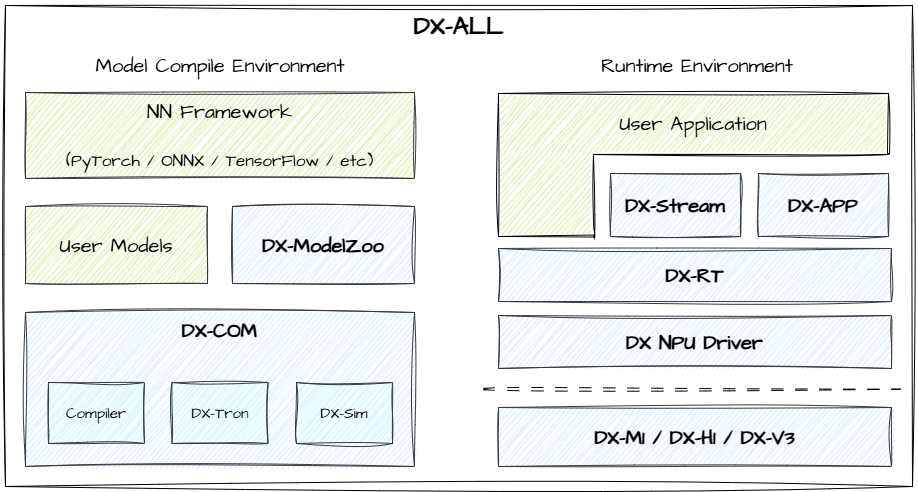 DX-ALL
Model Compile Environment
NN Framework
(PyTorch / ONNX / TensorFlow / etc)
User Models
DX-ModelZoo
DX-COM
Compiler
DX-Tron
DX-Sim
Runtime Environment
User Application
DX-Stream
DX-APP
DX-RT
DX NPU Driver
DX-M1 / DX-H1 / DX-V3